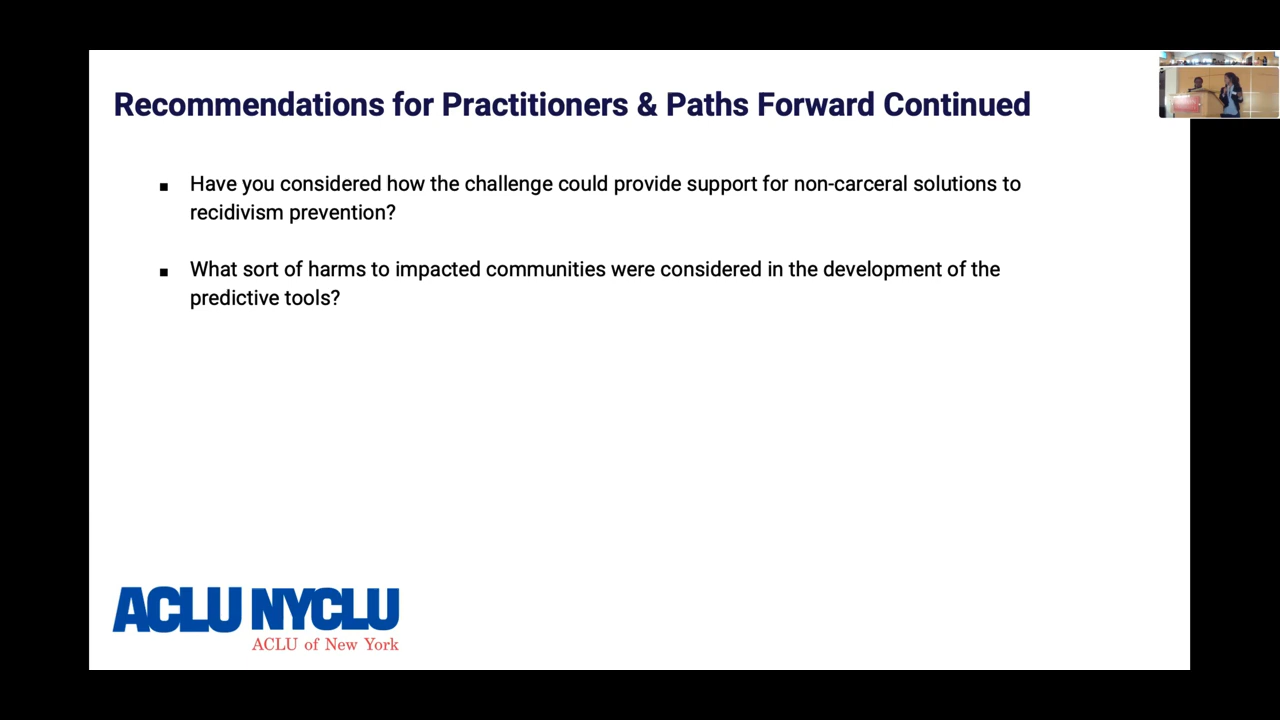 Recommendations for Practitioners & Paths Forward Continued
▪ Have you considered how the challenge could provide support for non-carceral solutions to
recidivism prevention?
▪ What sort of harms to impacted communities were considered in the development of the
predictive tools?
ACLU NYCLU
ACLU of New York